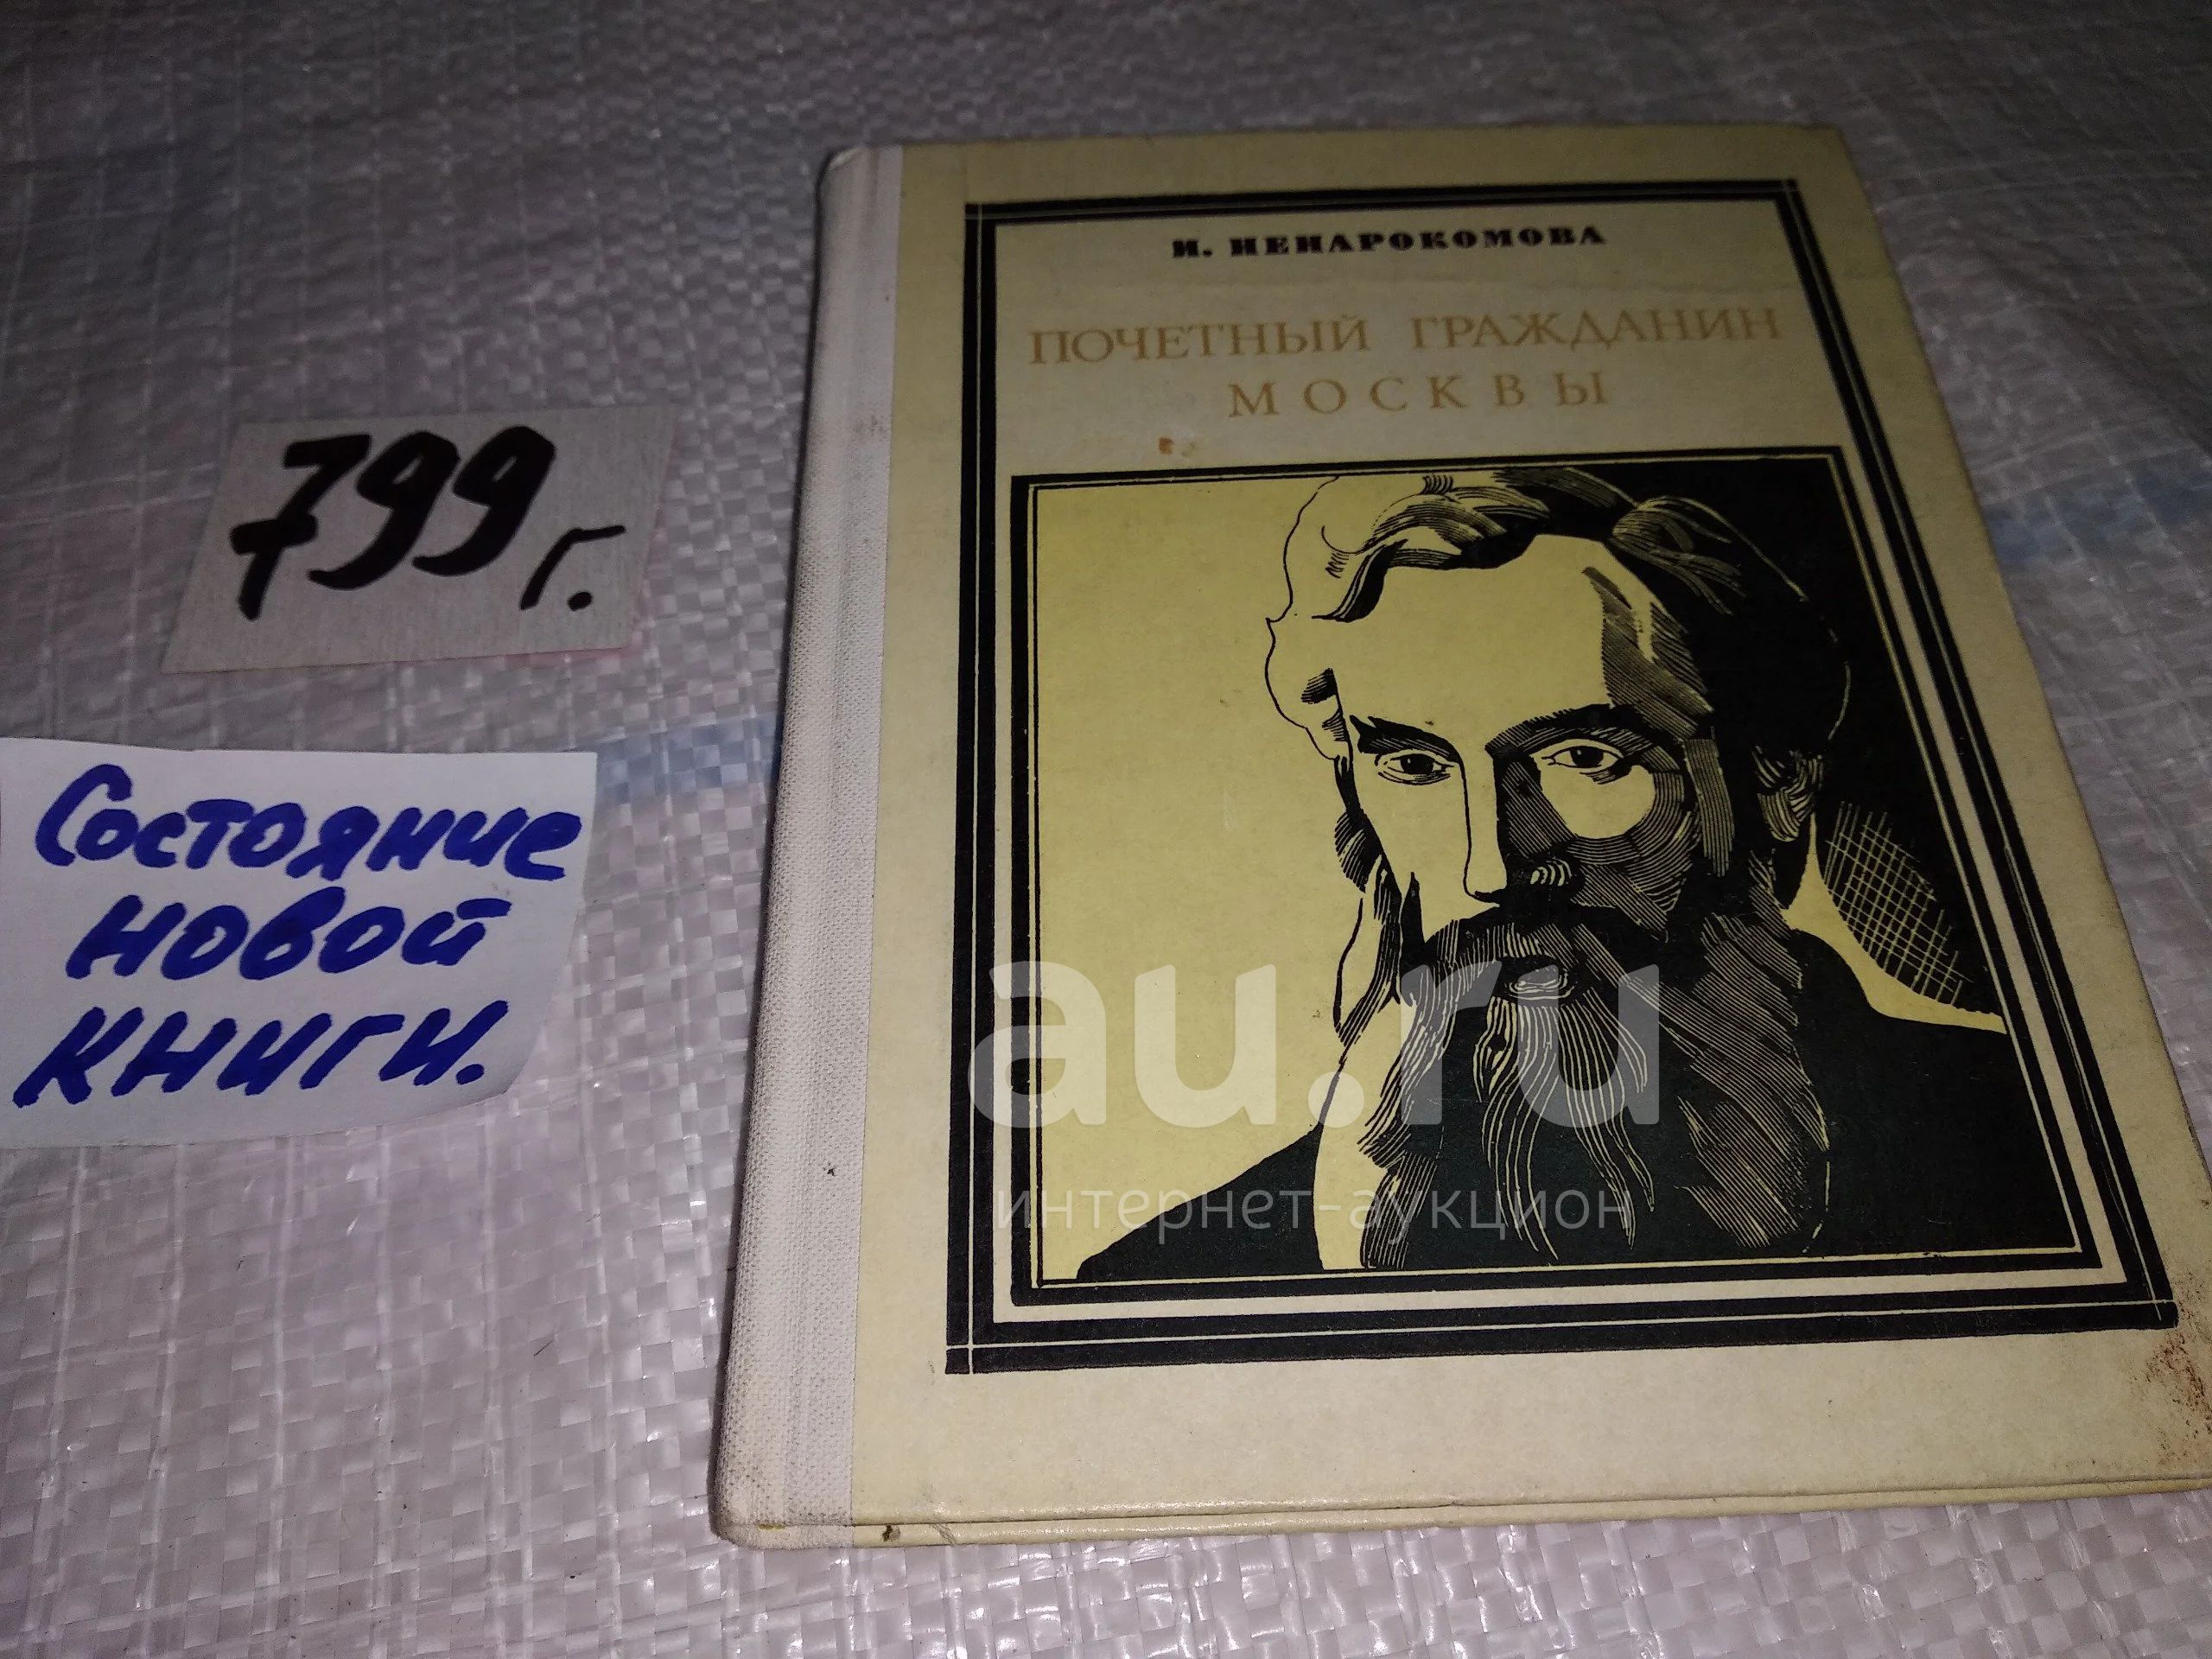 И. НЕНАРОКОМОВА
ПОЧЕТНЫЙ ГРАЖДАНИН
МОСКВЫ
799 г.
Состояние
новой
книги.
au.ru
интернет-аукцион